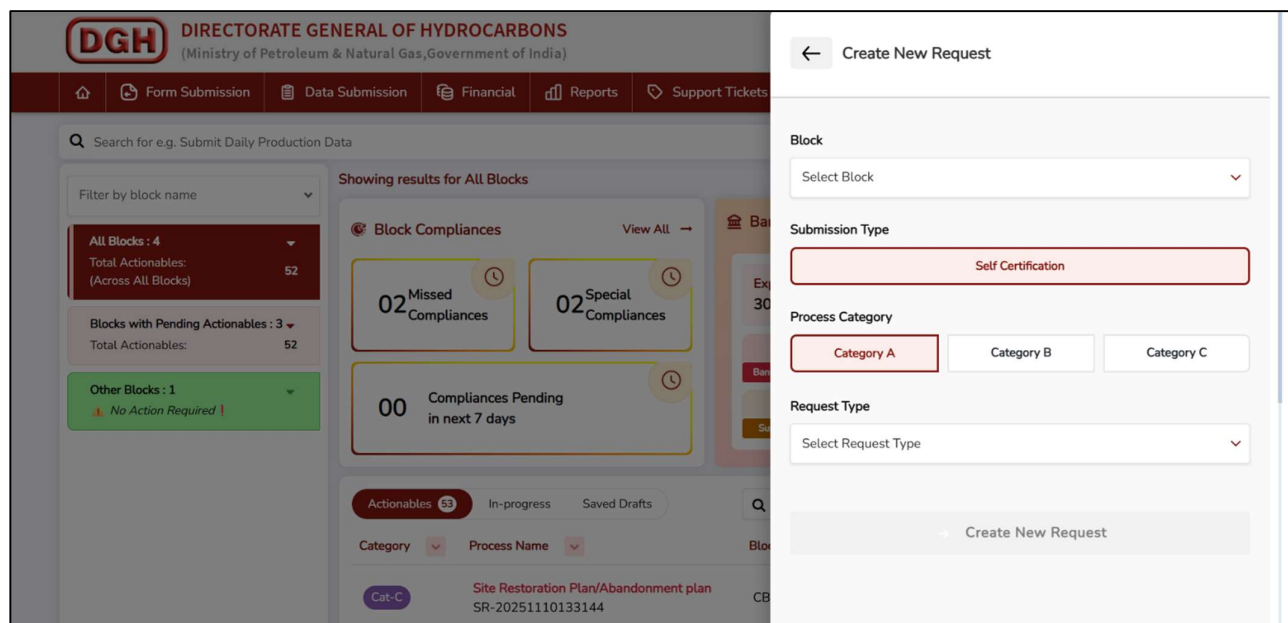 DGH
DIRECTORATE GENERAL OF HYDROCARBONS
(Ministry of Petroleum & Natural Gas,Government of India)
Form Submission
Data Submission
Financial
Reports
Support Tickets
Search for e.g. Submit Daily Production Data
Filter by block name
All Blocks : 4
Total Actionables:
(Across All Blocks)
52
Blocks with Pending Actionables : 3
Total Actionables:
52
Other Blocks : 1
No Action Required
Showing results for All Blocks
Block Compliances
View All →
02 Missed
Compliances
02 Special
Compliances
00
Compliances Pending
in next 7 days
Actionables 53
In-progress
Saved Drafts
Category
Process Name
Cat-C
Site Restoration Plan/Abandonment plan
SR-20251110133144
CB
Create New Request
Block
Select Block
Submission Type
Self Certification
Process Category
Category A
Category B
Category C
Request Type
Select Request Type
Create New Request